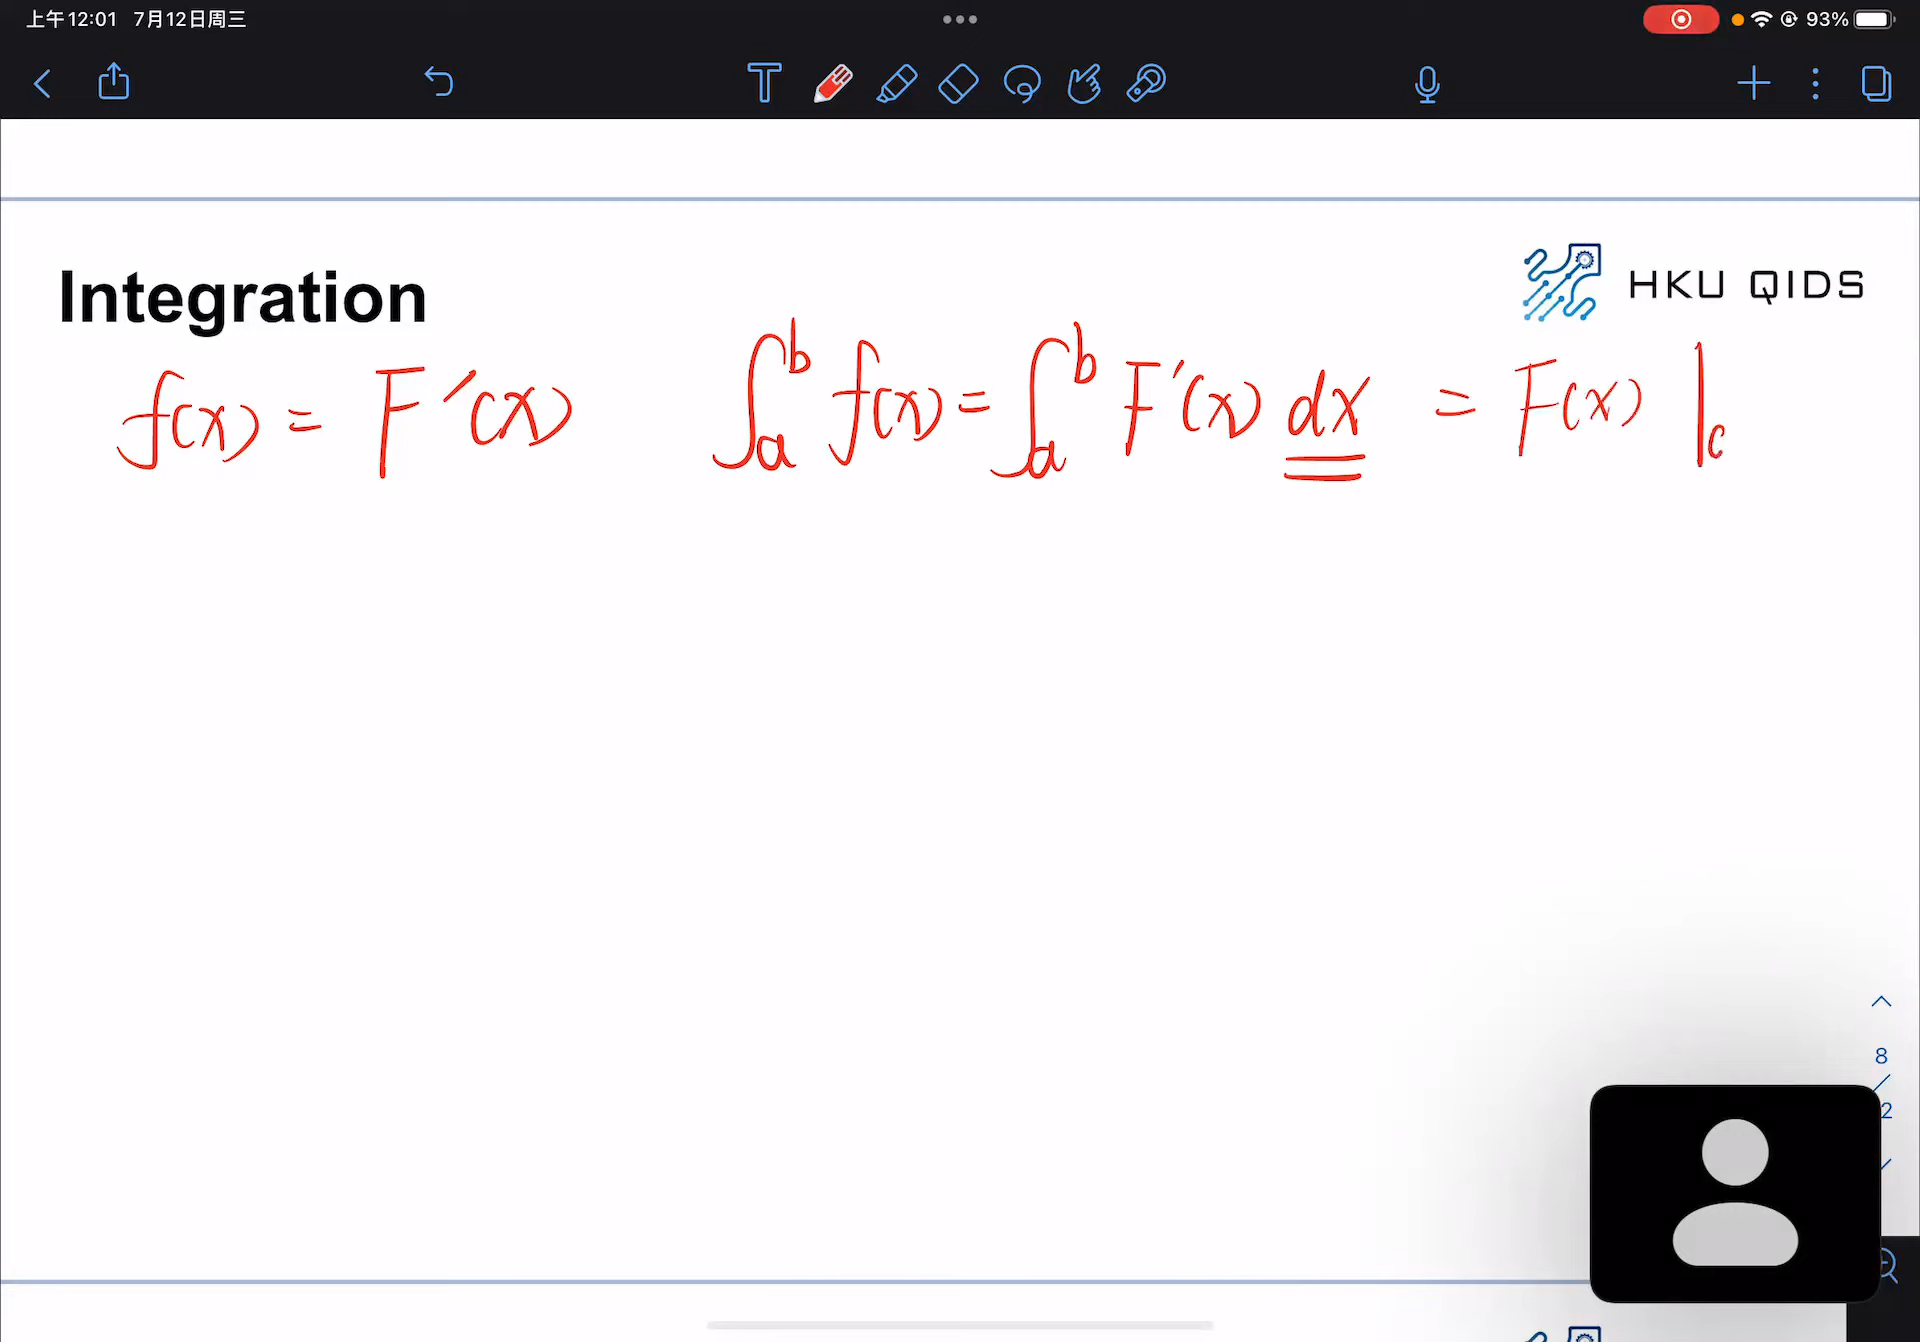 上午12:01 7月12日周三
93%
Integration
HKU QIDS
f(x) = F′(x) ∫ₐᵇ f(x) = ∫ₐᵇ F′(x) dx = F(x) |c
8
2